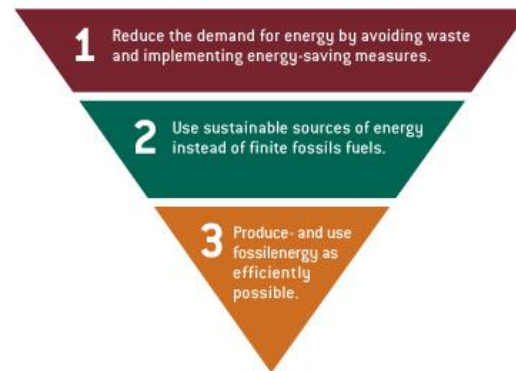 1 Reduce the demand for energy by avoiding waste
and implementing energy-saving measures.
2 Use sustainable sources of energy
instead of finite fossils fuels.
3 Produce- and use
fossilenergy as
efficiently
possible.